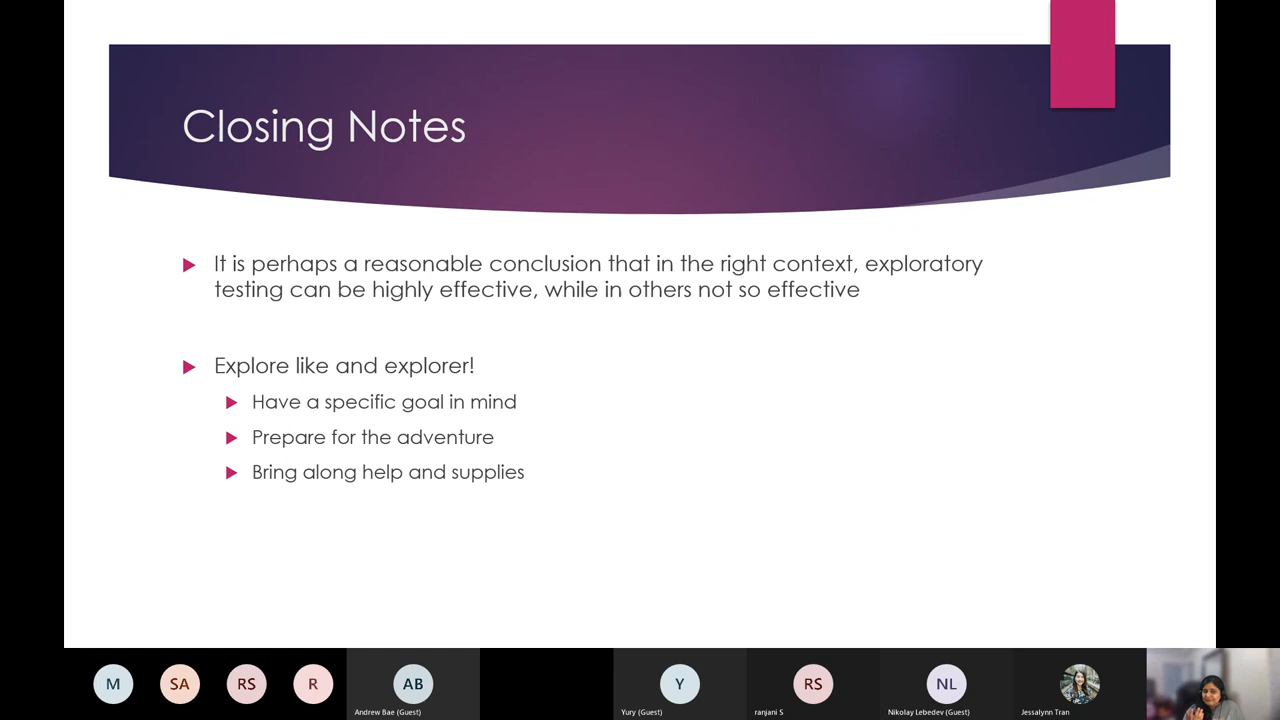 Closing Notes
It is perhaps a reasonable conclusion that in the right context, exploratory
testing can be highly effective, while in others not so effective
Explore like and explorer!
Have a specific goal in mind
Prepare for the adventure
Bring along help and supplies
M
SA
RS
R
AB
Andrew Bae (Guest)
Y
Yury (Guest)
RS
ranjani S
NL
Nikolay Lebedev (Guest)
Jessalynn Tran